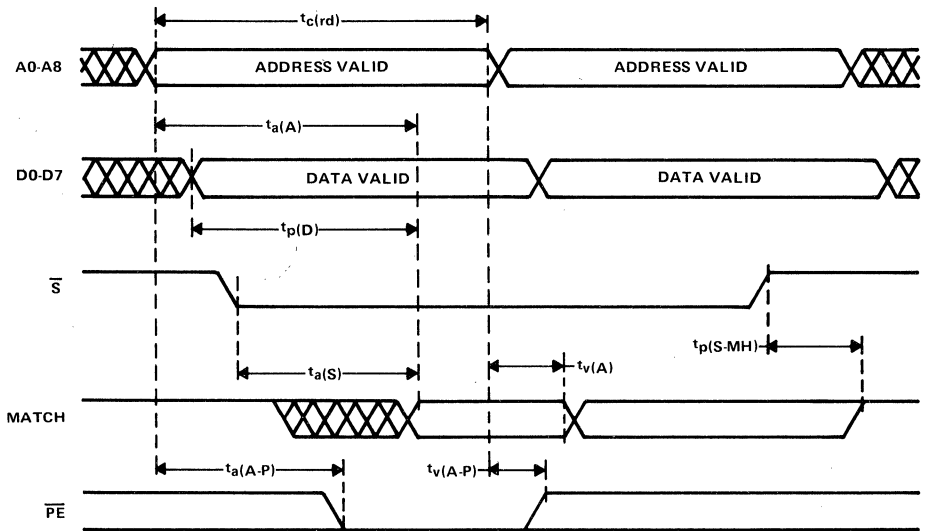 tc(rd)
A0-A8 ADDRESS VALID ADDRESS VALID
ta(A)
D0-D7 DATA VALID DATA VALID
tp(D)
S̅
tp(S-MH)
ta(S) tv(A)
MATCH
ta(A-P) tv(A-P)
P̅E̅